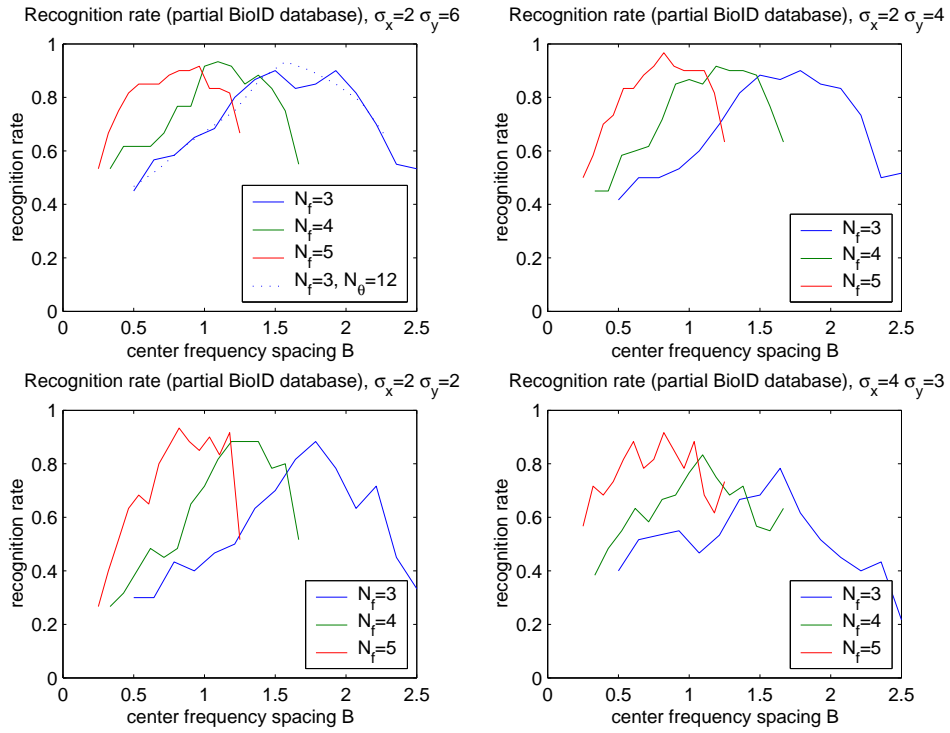 Recognition rate (partial BioID database), σx=2 σy=6
1
0.8
0.6
0.4
0.2
0
recognition rate
0 0.5 1 1.5 2 2.5
center frequency spacing B
Nf=3
Nf=4
Nf=5
Nf=3, Nθ=12
Recognition rate (partial BioID database), σx=2 σy=4
1
0.8
0.6
0.4
0.2
0
recognition rate
0 0.5 1 1.5 2 2.5
center frequency spacing B
Nf=3
Nf=4
Nf=5
Recognition rate (partial BioID database), σx=2 σy=2
1
0.8
0.6
0.4
0.2
0
recognition rate
0 0.5 1 1.5 2 2.5
center frequency spacing B
Nf=3
Nf=4
Nf=5
Recognition rate (partial BioID database), σx=4 σy=3
1
0.8
0.6
0.4
0.2
0
recognition rate
0 0.5 1 1.5 2 2.5
center frequency spacing B
Nf=3
Nf=4
Nf=5